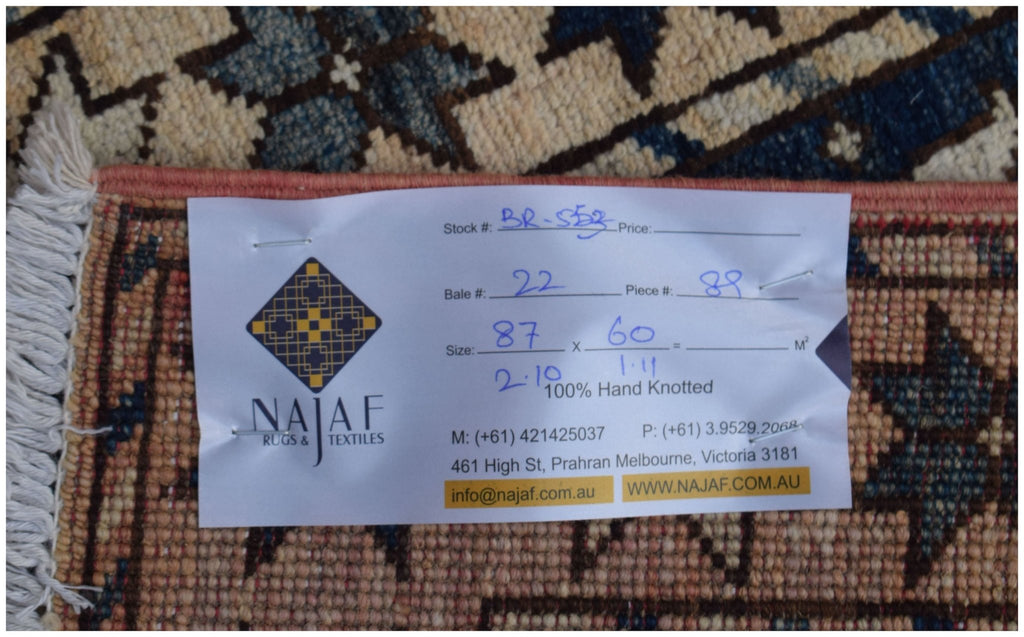 Stock #: BR-S52 Price:
Bale #: 22 Piece #: 89
Size: 87 X 60 = M²
2.10 1.11
100% Hand Knotted
NAJAF
RUGS & TEXTILES
M: (+61) 421425037 P: (+61) 3.9529.2068
461 High St, Prahran Melbourne, Victoria 3181
info@najaf.com.au WWW.NAJAF.COM.AU